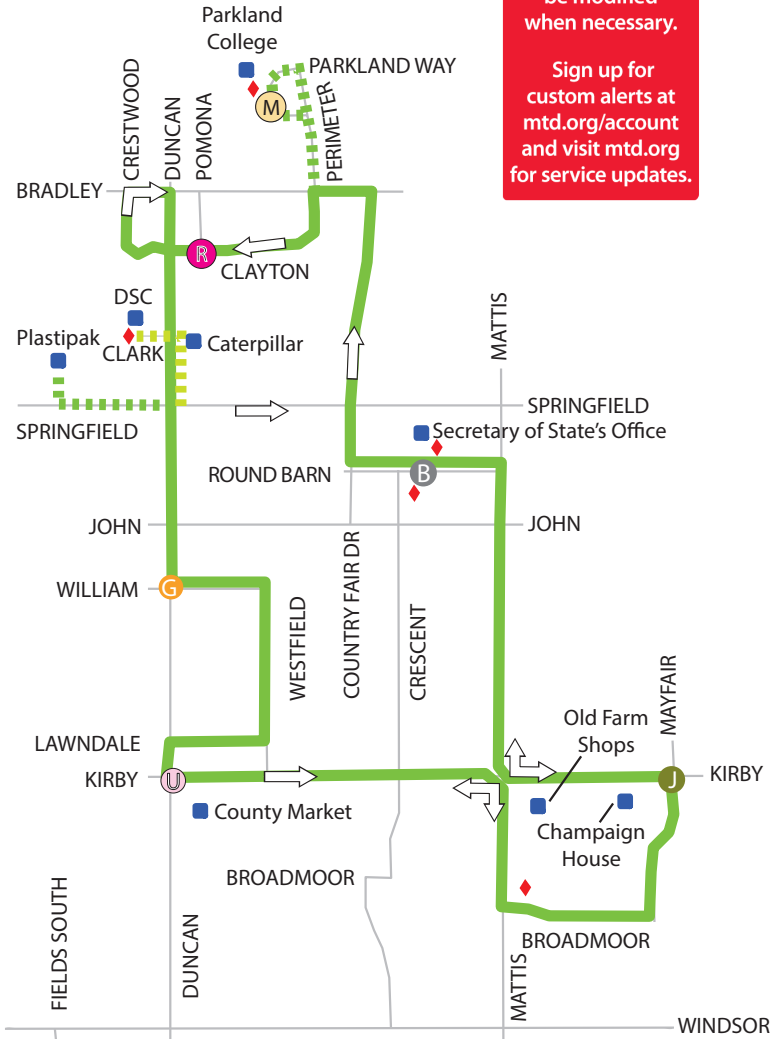 Parkland
College
be modified
when necessary.
Sign up for
custom alerts at
mtd.org/account
and visit mtd.org
for service updates.
PARKLAND WAY
M
CRESTWOOD
DUNCAN
POMONA
PERIMETER
BRADLEY
R
CLAYTON
DSC
Plastipak
CLARK
Caterpillar
MATTIS
SPRINGFIELD
SPRINGFIELD
Secretary of State's Office
ROUND BARN
B
JOHN
JOHN
WILLIAM
G
WESTFIELD
COUNTRY FAIR DR
CRESCENT
MAYFAIR
Old Farm
Shops
LAWNDALE
KIRBY
U
J
KIRBY
County Market
Champaign
House
BROADMOOR
FIELDS SOUTH
DUNCAN
BROADMOOR
MATTIS
WINDSOR